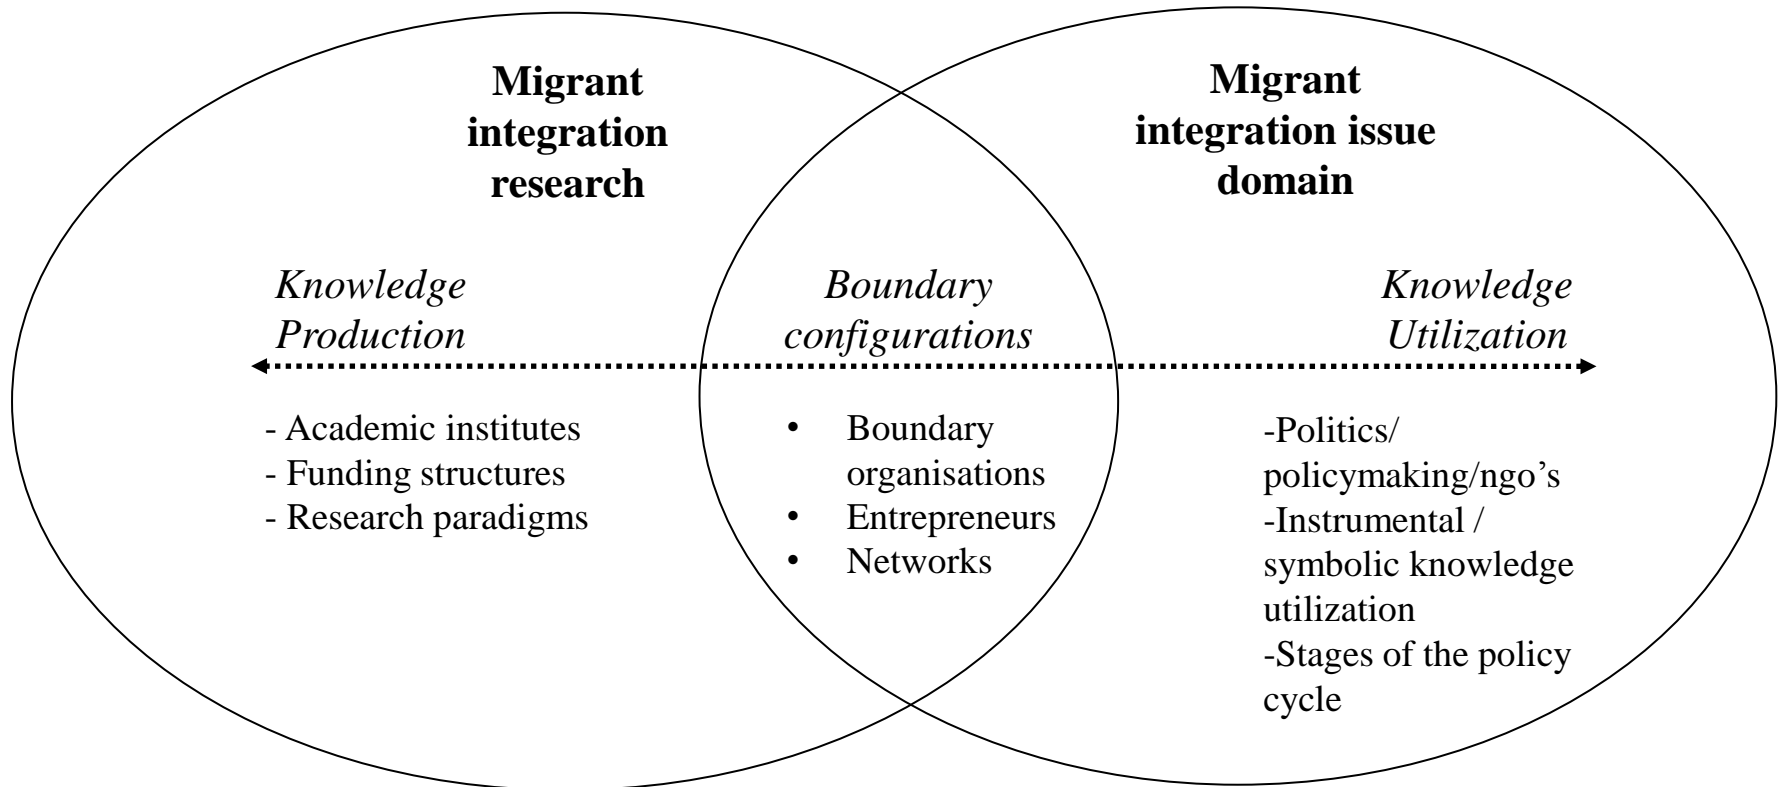 Migrant
integration
research
Migrant
integration issue
domain
Knowledge
Production
Boundary
configurations
Knowledge
Utilization
- Academic institutes
- Funding structures
- Research paradigms
• Boundary
organisations
• Entrepreneurs
• Networks
-Politics/
policymaking/ngo’s
-Instrumental /
symbolic knowledge
utilization
-Stages of the policy
cycle